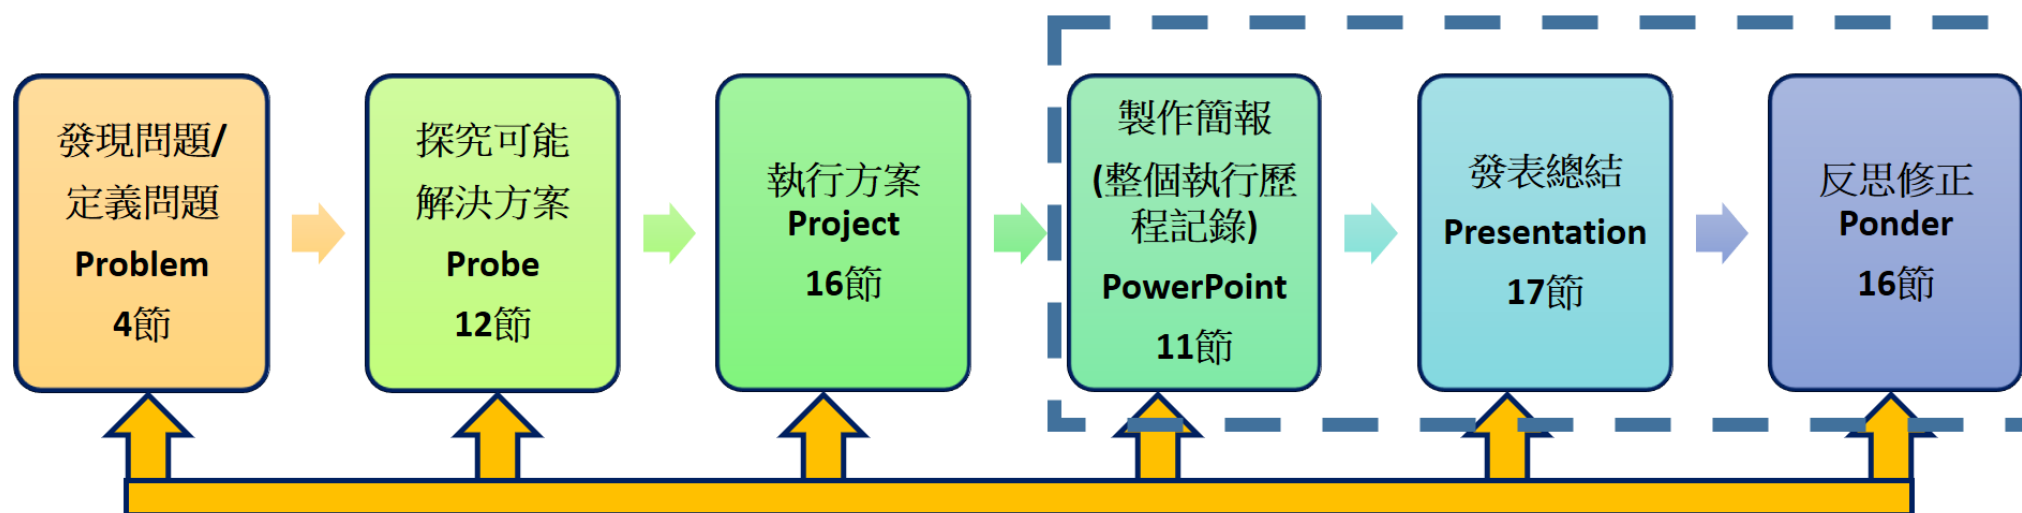 發現問題/
定義問題
Problem
4節
探究可能
解決方案
Probe
12節
執行方案
Project
16節
製作簡報
(整個執行歷
程記錄)
PowerPoint
11節
發表總結
Presentation
17節
反思修正
Ponder
16節